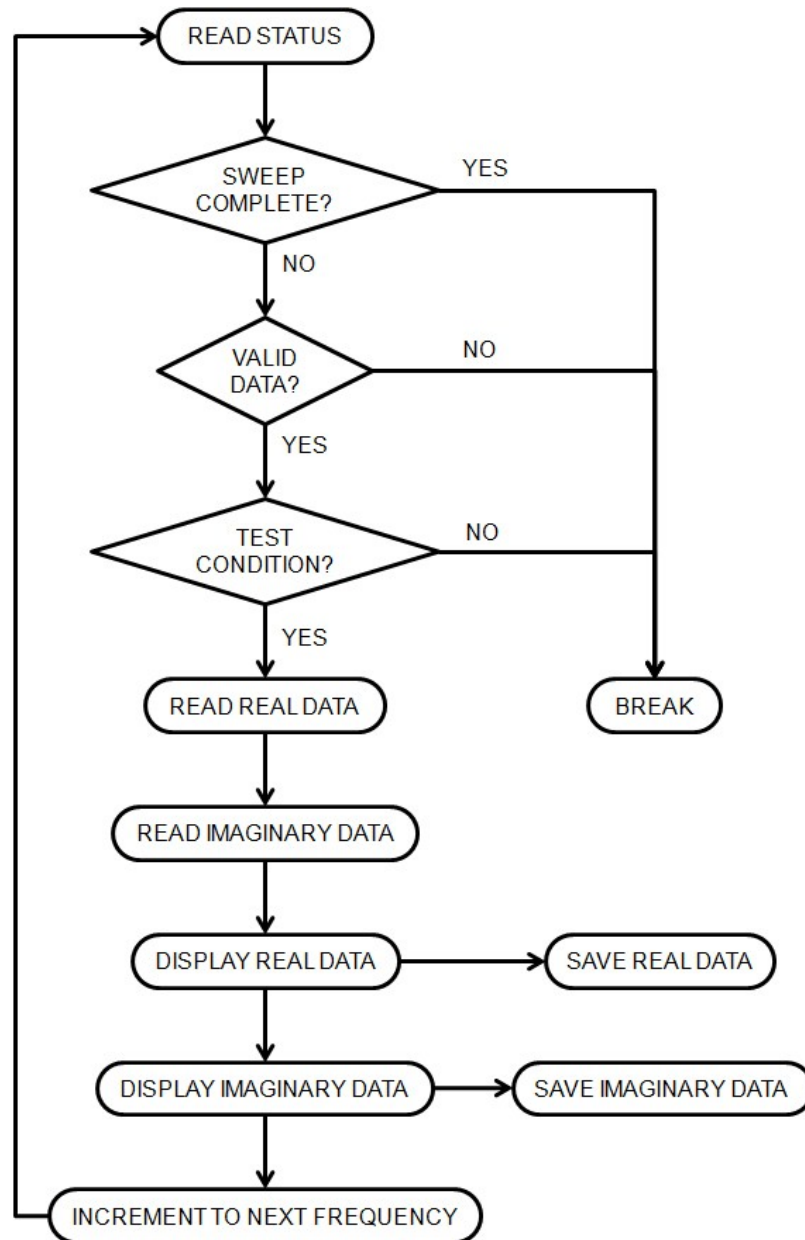 READ STATUS
SWEEP
COMPLETE?
YES
NO
VALID
DATA?
NO
YES
TEST
CONDITION?
NO
YES
READ REAL DATA
BREAK
READ IMAGINARY DATA
DISPLAY REAL DATA
SAVE REAL DATA
DISPLAY IMAGINARY DATA
SAVE IMAGINARY DATA
INCREMENT TO NEXT FREQUENCY